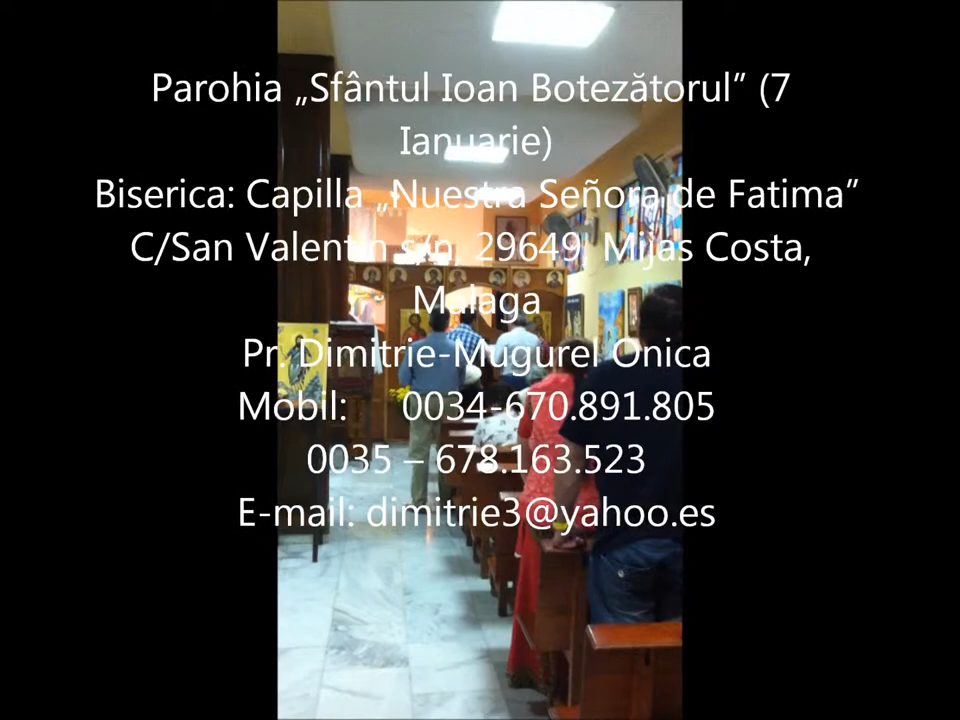 Parohia „Sfântul Ioan Botezătorul” (7
Ianuarie)
Biserica: Capilla „Nuestra Señora de Fatima”
C/San Valentin s/n, 29649, Mijas Costa,
Malaga
Pr. Dimitrie-Mugurel Onica
Mobil: 0034-670.891.805
0035 – 678.163.523
E-mail: dimitrie3@yahoo.es